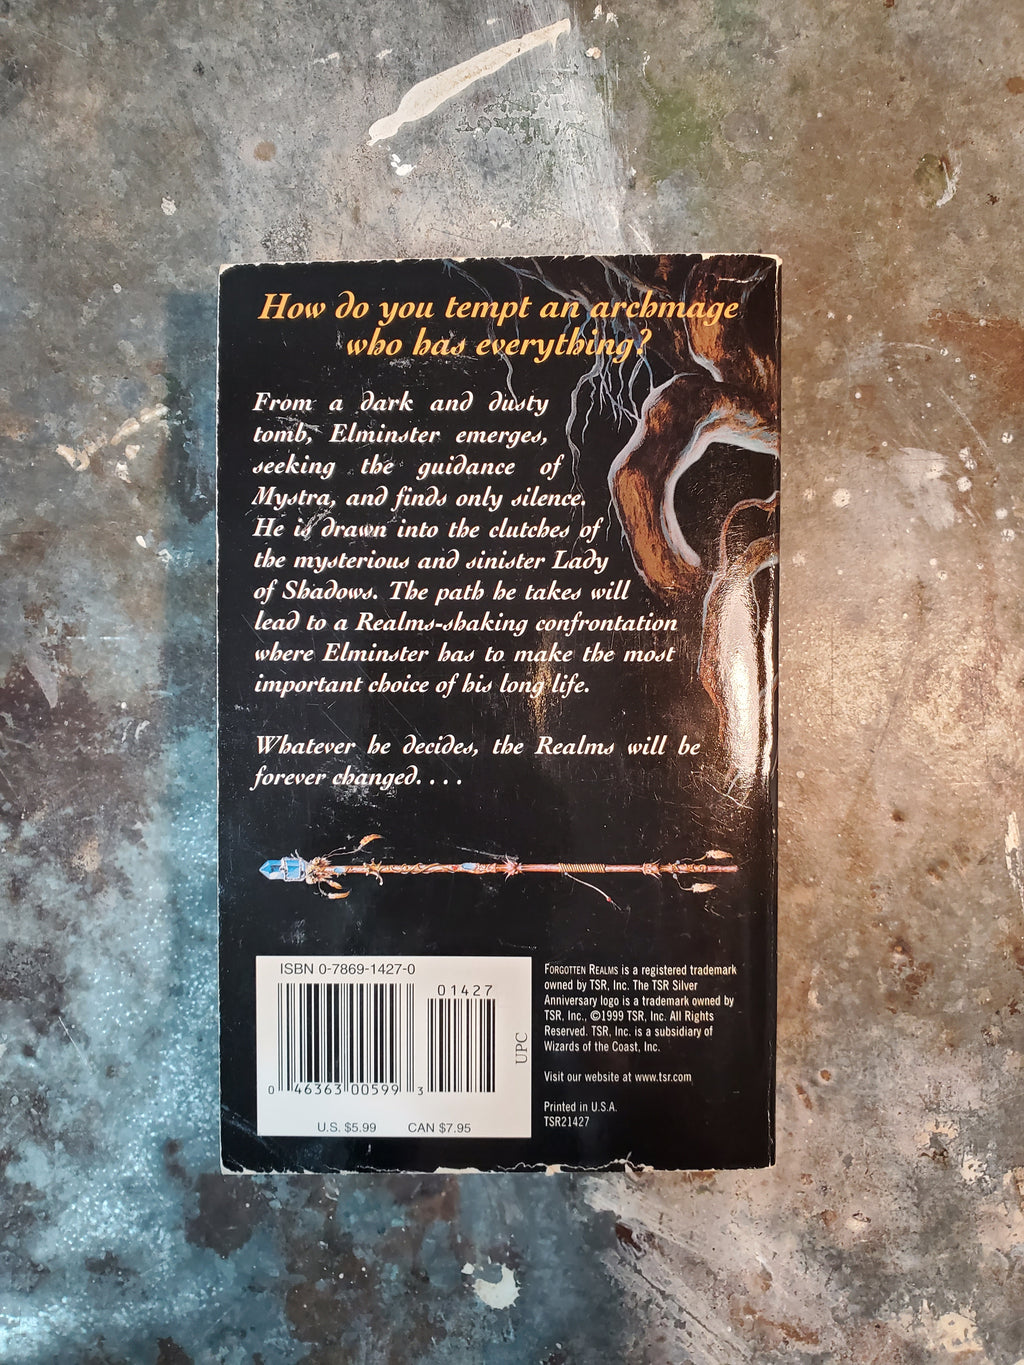 How do you tempt an archmage
who has everything?
From a dark and dusty
tomb, Elminster emerges,
seeking the guidance of
Mystra, and finds only silence.
He is drawn into the clutches of
the mysterious and sinister Lady
of Shadows. The path he takes will
lead to a Realms-shaking confrontation
where Elminster has to make the most
important choice of his long life.
Whatever he decides, the Realms will be
forever changed. . . .
ISBN 0-7869-1427-0
01427
0 46363 00599 3
UPC
U.S. $5.99 CAN $7.95
FORGOTTEN REALMS is a registered trademark
owned by TSR, Inc. The TSR Silver
Anniversary logo is a trademark owned by
TSR, Inc., ©1999 TSR, Inc. All Rights
Reserved. TSR, Inc. is a subsidiary of
Wizards of the Coast, Inc.
Visit our website at www.tsr.com
Printed in U.S.A.
TSR21427